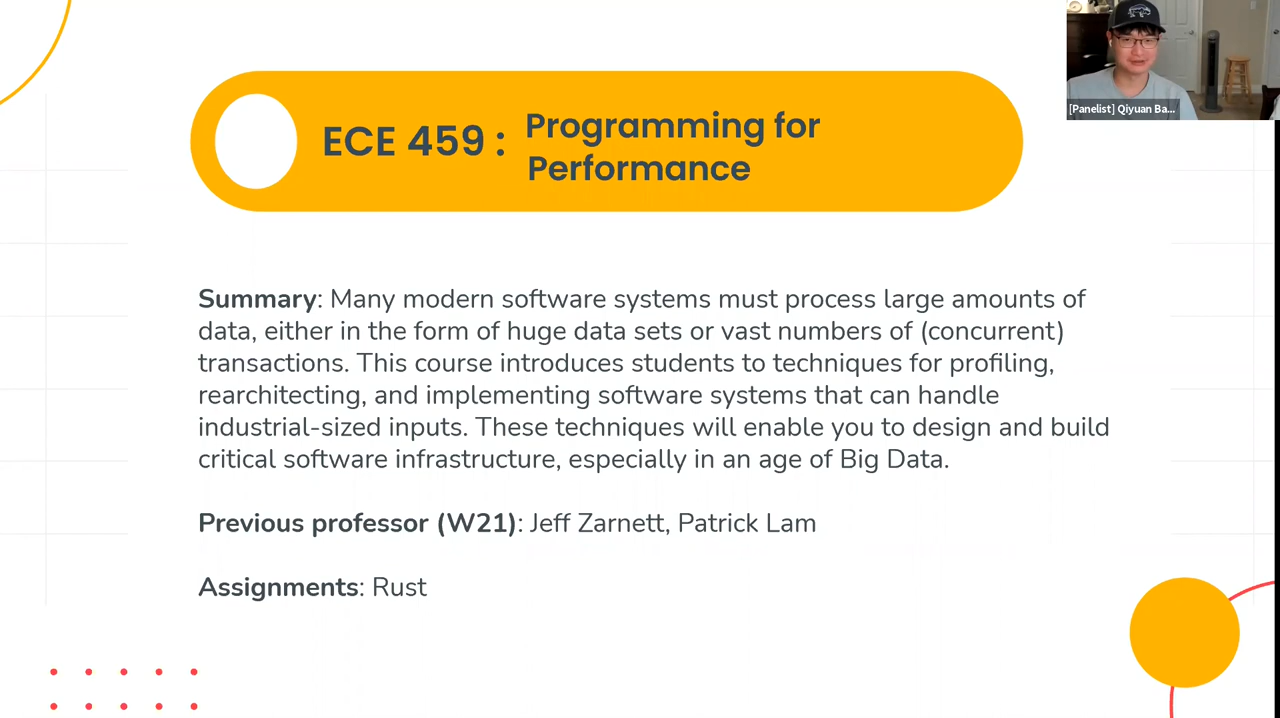 [Panelist] Qiyuan Ba...
ECE 459 : Programming for
Performance
Summary: Many modern software systems must process large amounts of
data, either in the form of huge data sets or vast numbers of (concurrent)
transactions. This course introduces students to techniques for profiling,
rearchitecting, and implementing software systems that can handle
industrial-sized inputs. These techniques will enable you to design and build
critical software infrastructure, especially in an age of Big Data.
Previous professor (W21): Jeff Zarnett, Patrick Lam
Assignments: Rust